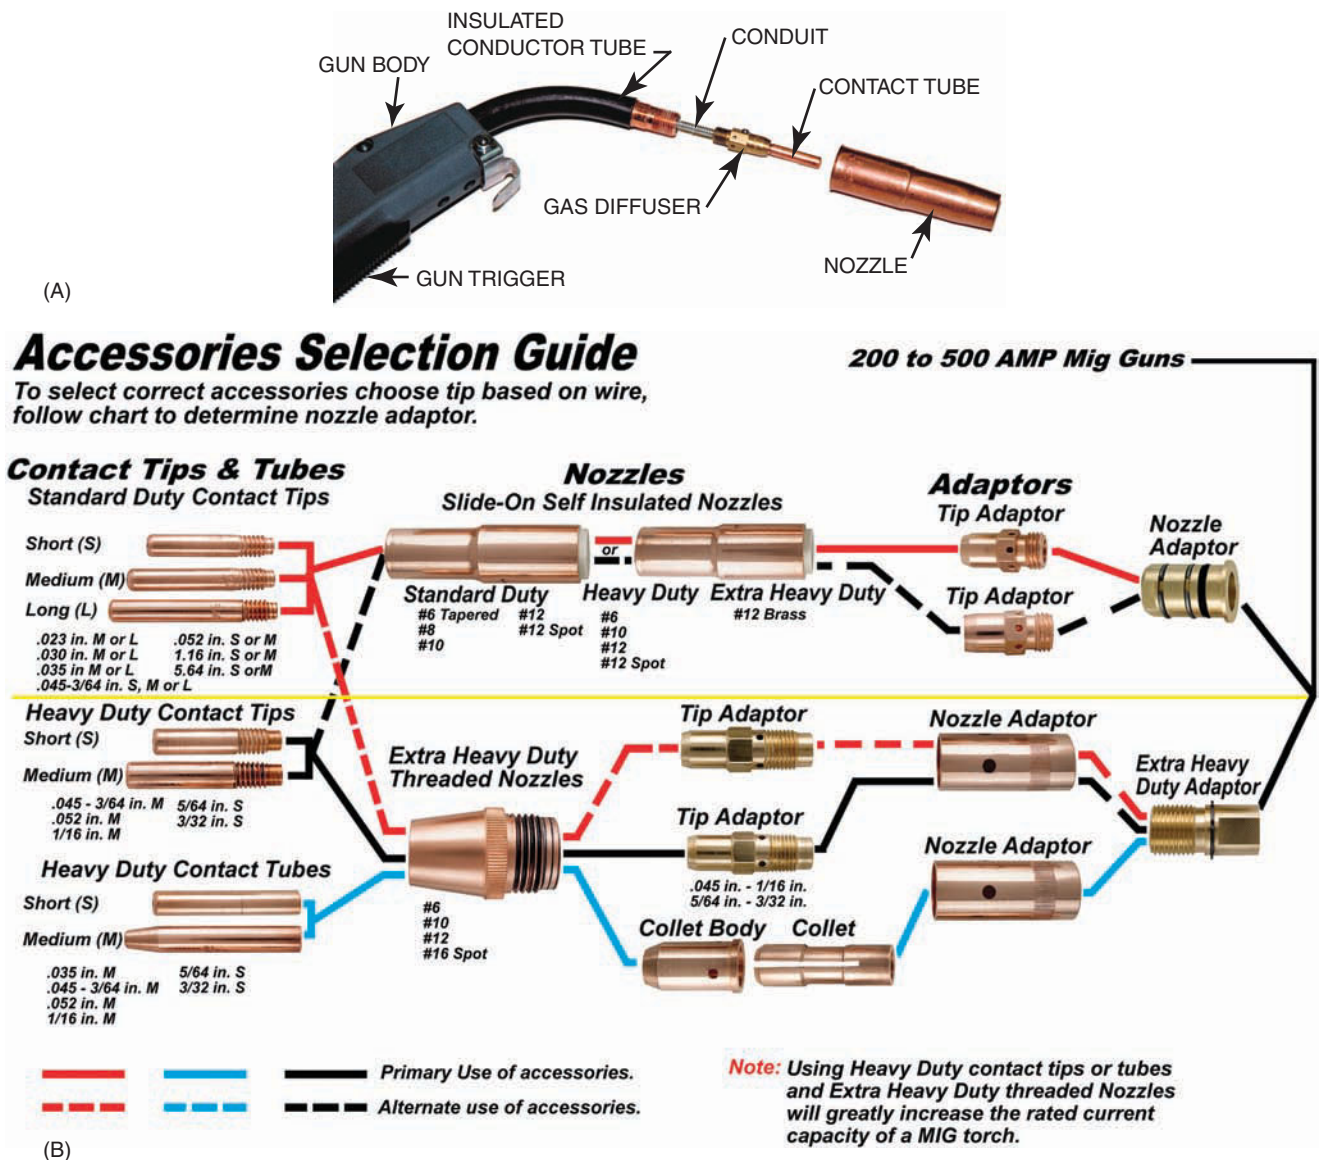 INSULATED
CONDUCTOR TUBE
CONDUIT
GUN BODY
CONTACT TUBE
GAS DIFFUSER
NOZZLE
GUN TRIGGER
(A)
Accessories Selection Guide
200 to 500 AMP Mig Guns
To select correct accessories choose tip based on wire,
follow chart to determine nozzle adaptor.
Contact Tips & Tubes
Standard Duty Contact Tips
Short (S)
Medium (M)
Long (L)
.023 in. M or L
.030 in. M or L
.035 in M or L
.045-3/64 in. S, M or L
.052 in. S or M
1.16 in. S or M
5.64 in. S orM
Nozzles
Slide-On Self Insulated Nozzles
or
Standard Duty
#6 Tapered
#8
#10
#12
#12 Spot
Heavy Duty
#6
#10
#12
#12 Spot
Extra Heavy Duty
#12 Brass
Adaptors
Tip Adaptor
Nozzle
Adaptor
Tip Adaptor
Heavy Duty Contact Tips
Short (S)
Medium (M)
.045 - 3/64 in. M
.052 in. M
1/16 in. M
5/64 in. S
3/32 in. S
Heavy Duty Contact Tubes
Short (S)
Medium (M)
.035 in. M
.045 - 3/64 in. M
.052 in. M
1/16 in. M
5/64 in. S
3/32 in. S
Extra Heavy Duty
Threaded Nozzles
#6
#10
#12
#16 Spot
Tip Adaptor
Nozzle Adaptor
Extra Heavy
Duty Adaptor
Tip Adaptor
.045 in. - 1/16 in.
5/64 in. - 3/32 in.
Nozzle Adaptor
Collet Body
Collet
Primary Use of accessories.
Alternate use of accessories.
Note: Using Heavy Duty contact tips or tubes
and Extra Heavy Duty threaded Nozzles
will greatly increase the rated current
capacity of a MIG torch.
(B)